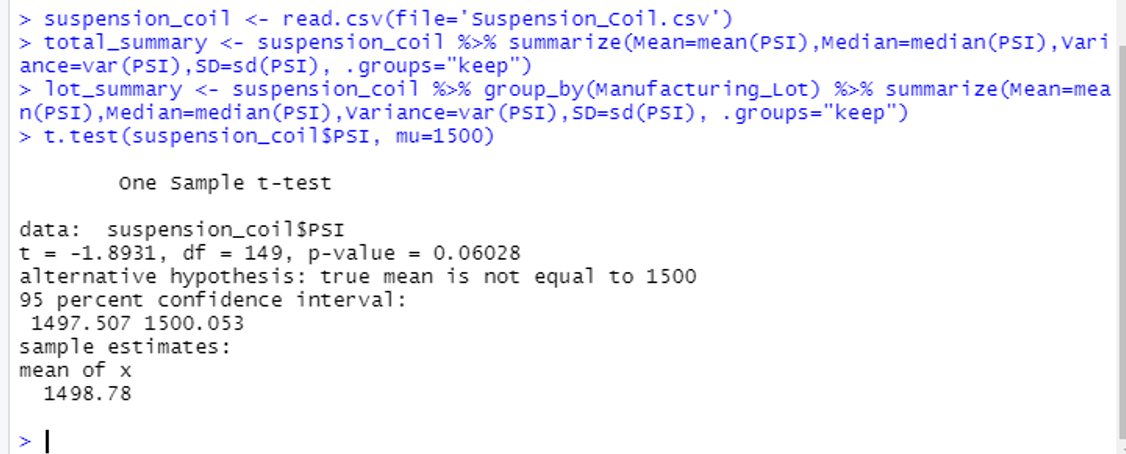 > suspension_coil <- read.csv(file='Suspension_Coil.csv')
> total_summary <- suspension_coil %>% summarize(Mean=mean(PSI),Median=median(PSI),Vari
ance=var(PSI),SD=sd(PSI), .groups="keep")
> lot_summary <- suspension_coil %>% group_by(Manufacturing_Lot) %>% summarize(Mean=mea
n(PSI),Median=median(PSI),Variance=var(PSI),SD=sd(PSI), .groups="keep")
> t.test(suspension_coil$PSI, mu=1500)
One Sample t-test
data:  suspension_coil$PSI
t = -1.8931, df = 149, p-value = 0.06028
alternative hypothesis: true mean is not equal to 1500
95 percent confidence interval:
1497.507 1500.053
sample estimates:
mean of x
1498.78
>